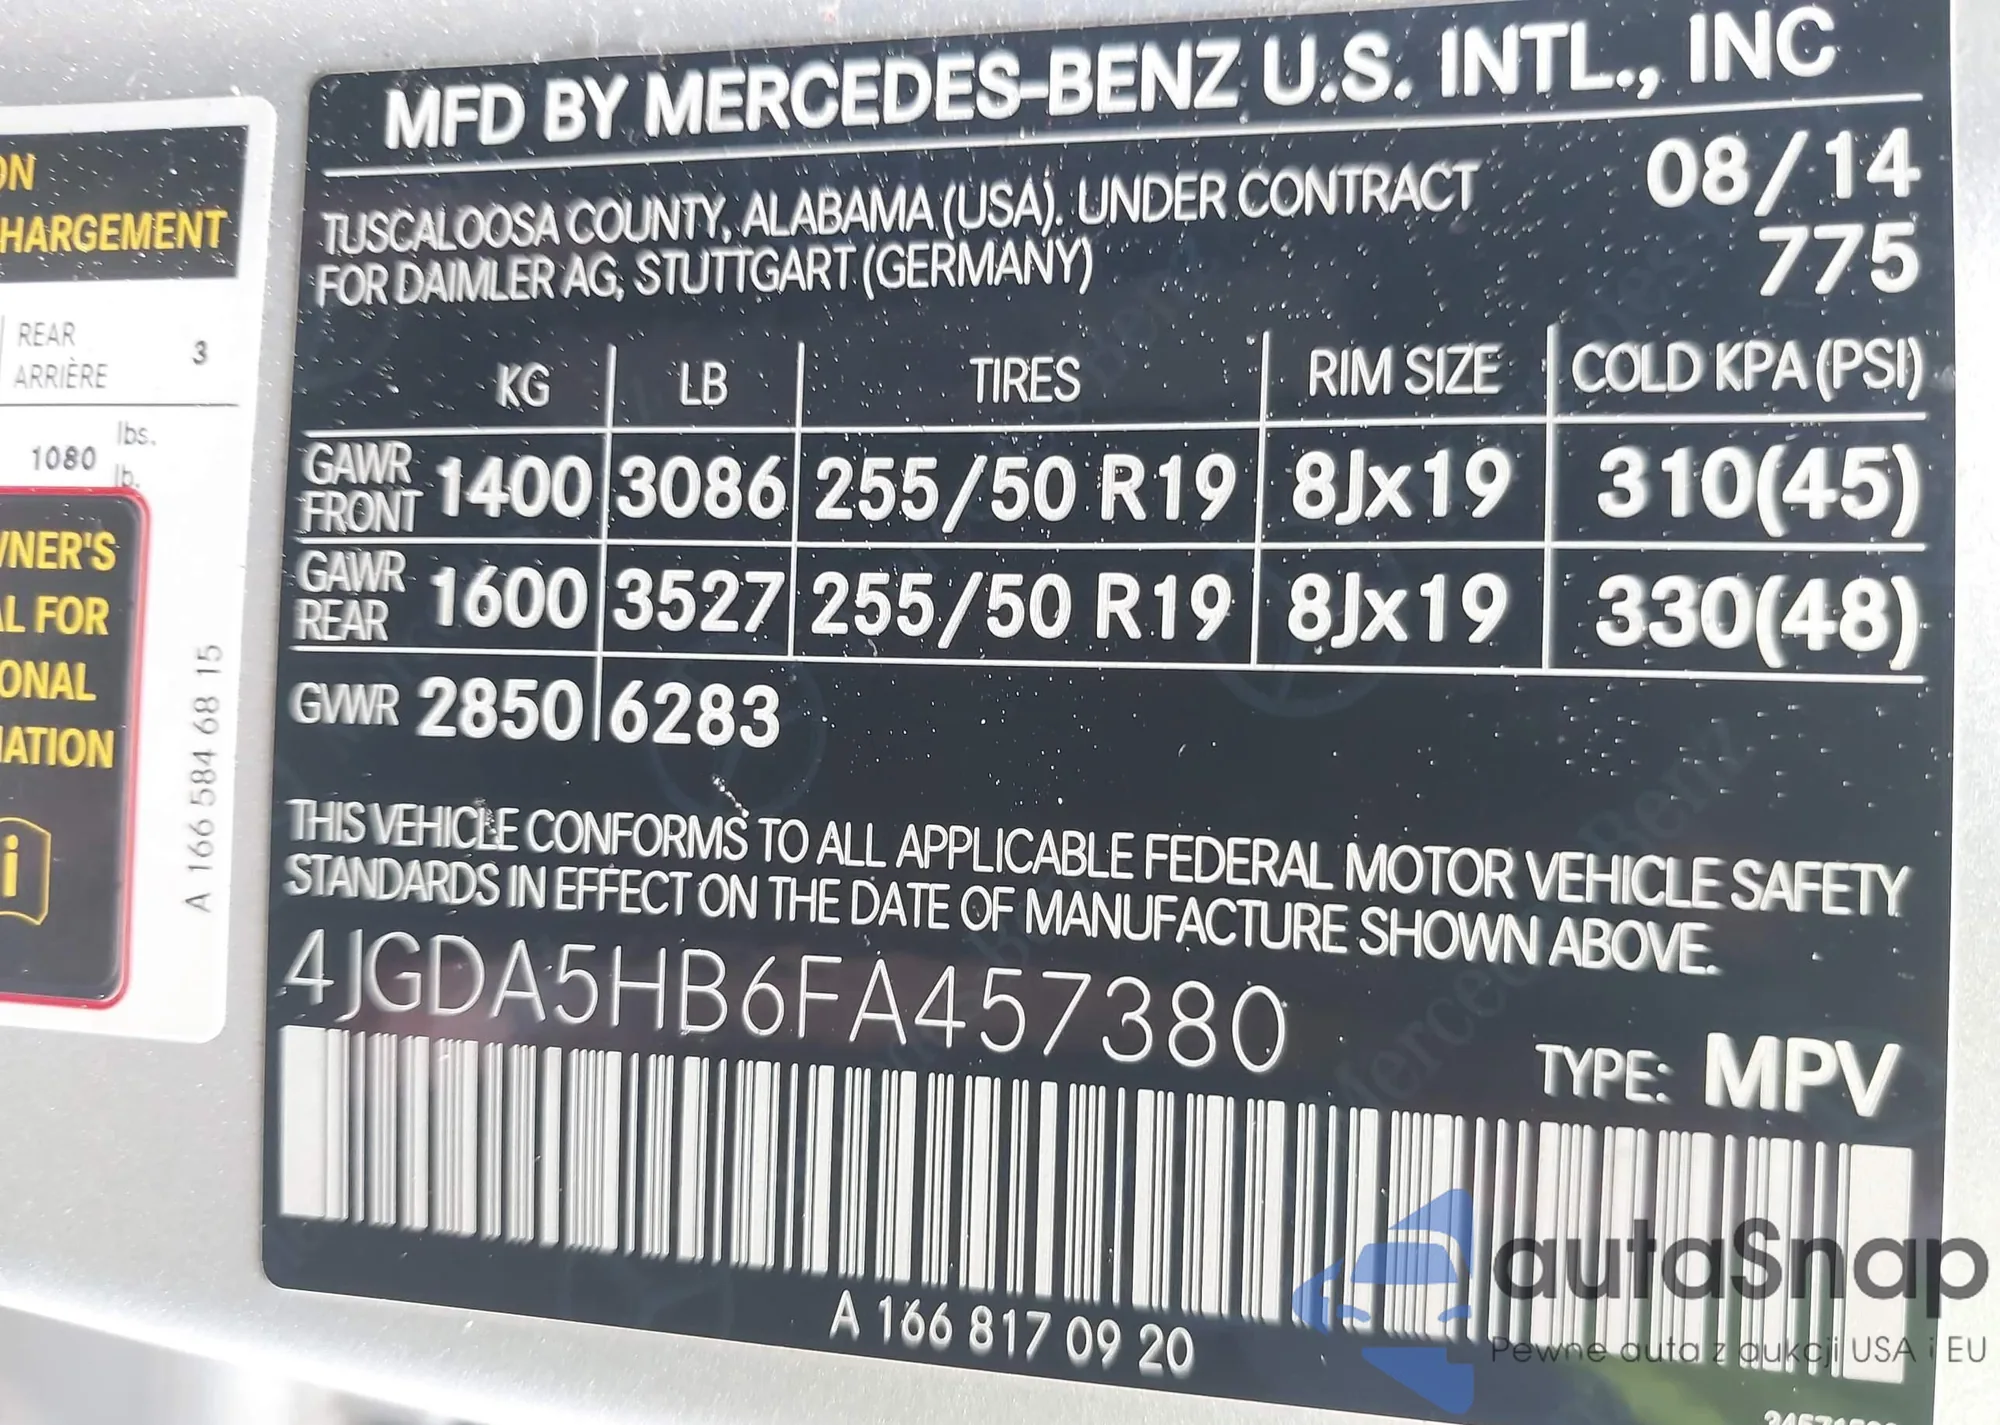 ON
HARGEMENT
REAR
ARRIÈRE
3
1080 lbs.
lb.
NER'S
L FOR
ONAL
ATION
i
A 166 584 68 15
MFD BY MERCEDES-BENZ U.S. INTL., INC
TUSCALOOSA COUNTY, ALABAMA (USA). UNDER CONTRACT
FOR DAIMLER AG, STUTTGART (GERMANY)
08/14
775
KG LB TIRES RIM SIZE COLD KPA (PSI)
GAWR FRONT 1400 3086 255/50 R19 8Jx19 310(45)
GAWR REAR 1600 3527 255/50 R19 8Jx19 330(48)
GVWR 2850 6283
THIS VEHICLE CONFORMS TO ALL APPLICABLE FEDERAL MOTOR VEHICLE SAFETY
STANDARDS IN EFFECT ON THE DATE OF MANUFACTURE SHOWN ABOVE.
4JGDA5HB6FA457380
TYPE: MPV
A 166 817 09 20
autaSnap
Pewne auta z aukcji USA i EU